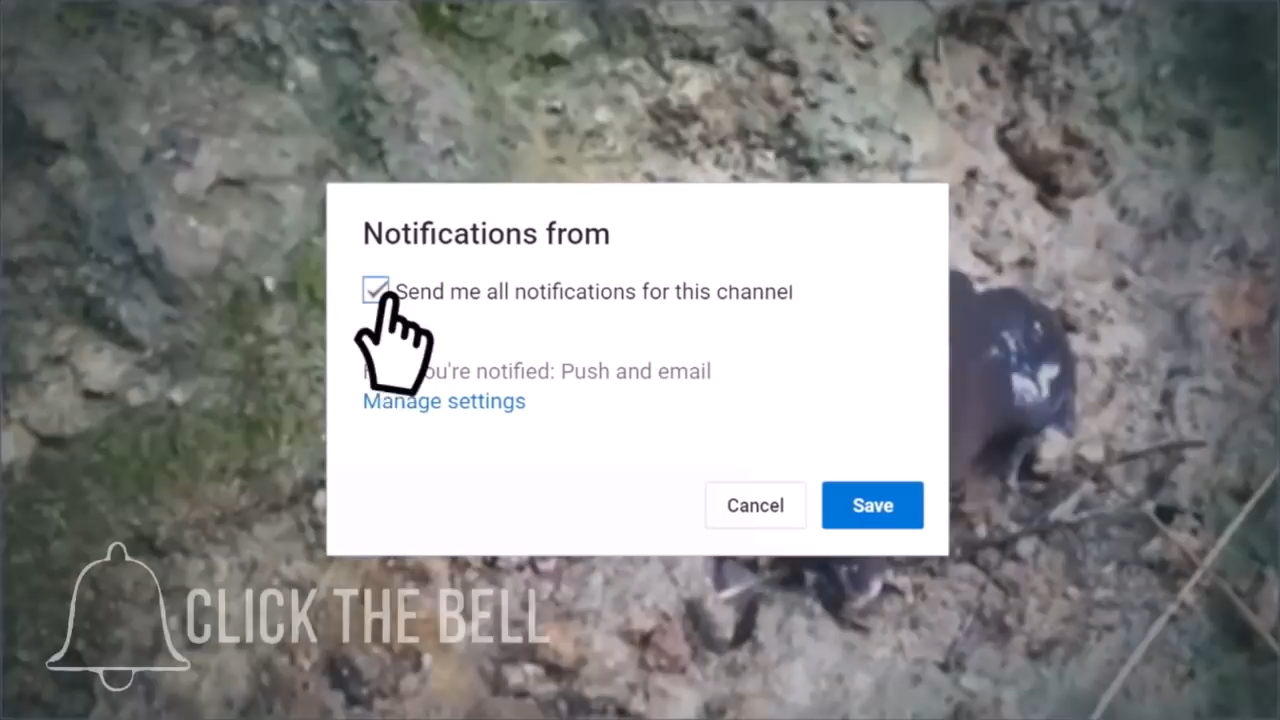 Notifications from
Send me all notifications for this channel
ou're notified: Push and email
Manage settings
Cancel
Save
CLICK THE BELL